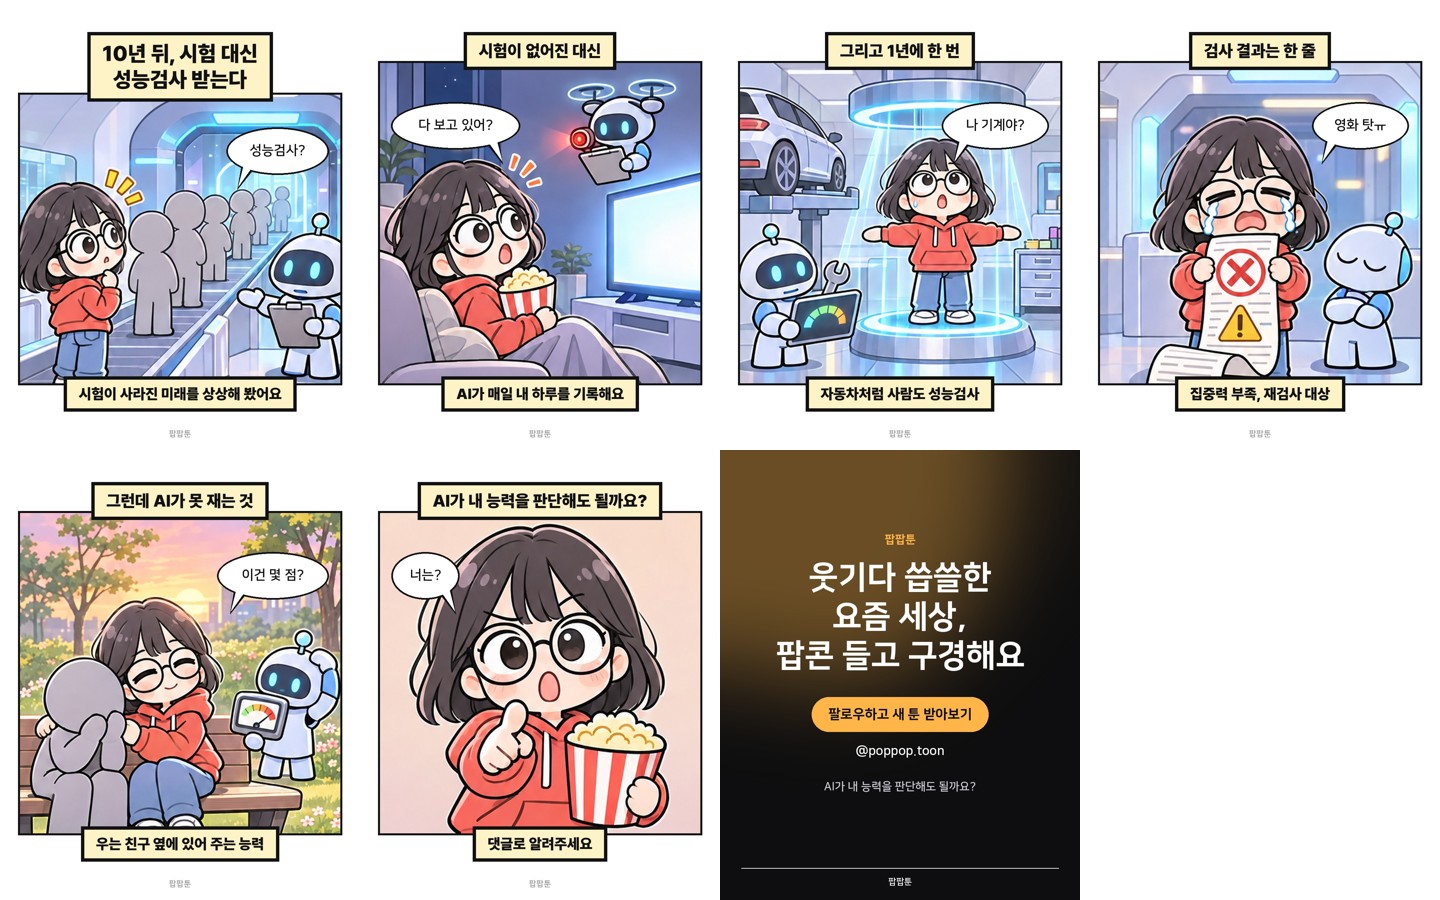 10년 뒤, 시험 대신
성능검사 받는다
성능검사?
시험이 사라진 미래를 상상해 봤어요
팝팝툰
시험이 없어진 대신
다 보고 있어?
AI가 매일 내 하루를 기록해요
팝팝툰
그리고 1년에 한 번
나 기계야?
자동차처럼 사람도 성능검사
팝팝툰
검사 결과는 한 줄
영화 탓ㅠ
집중력 부족, 재검사 대상
팝팝툰
그런데 AI가 못 재는 것
이건 몇 점?
우는 친구 옆에 있어 주는 능력
팝팝툰
AI가 내 능력을 판단해도 될까요?
너는?
댓글로 알려주세요
팝팝툰
팝팝툰
웃기다 씁쓸한
요즘 세상,
팝콘 들고 구경해요
팔로우하고 새 툰 받아보기
@poppop.toon
AI가 내 능력을 판단해도 될까요?
팝팝툰